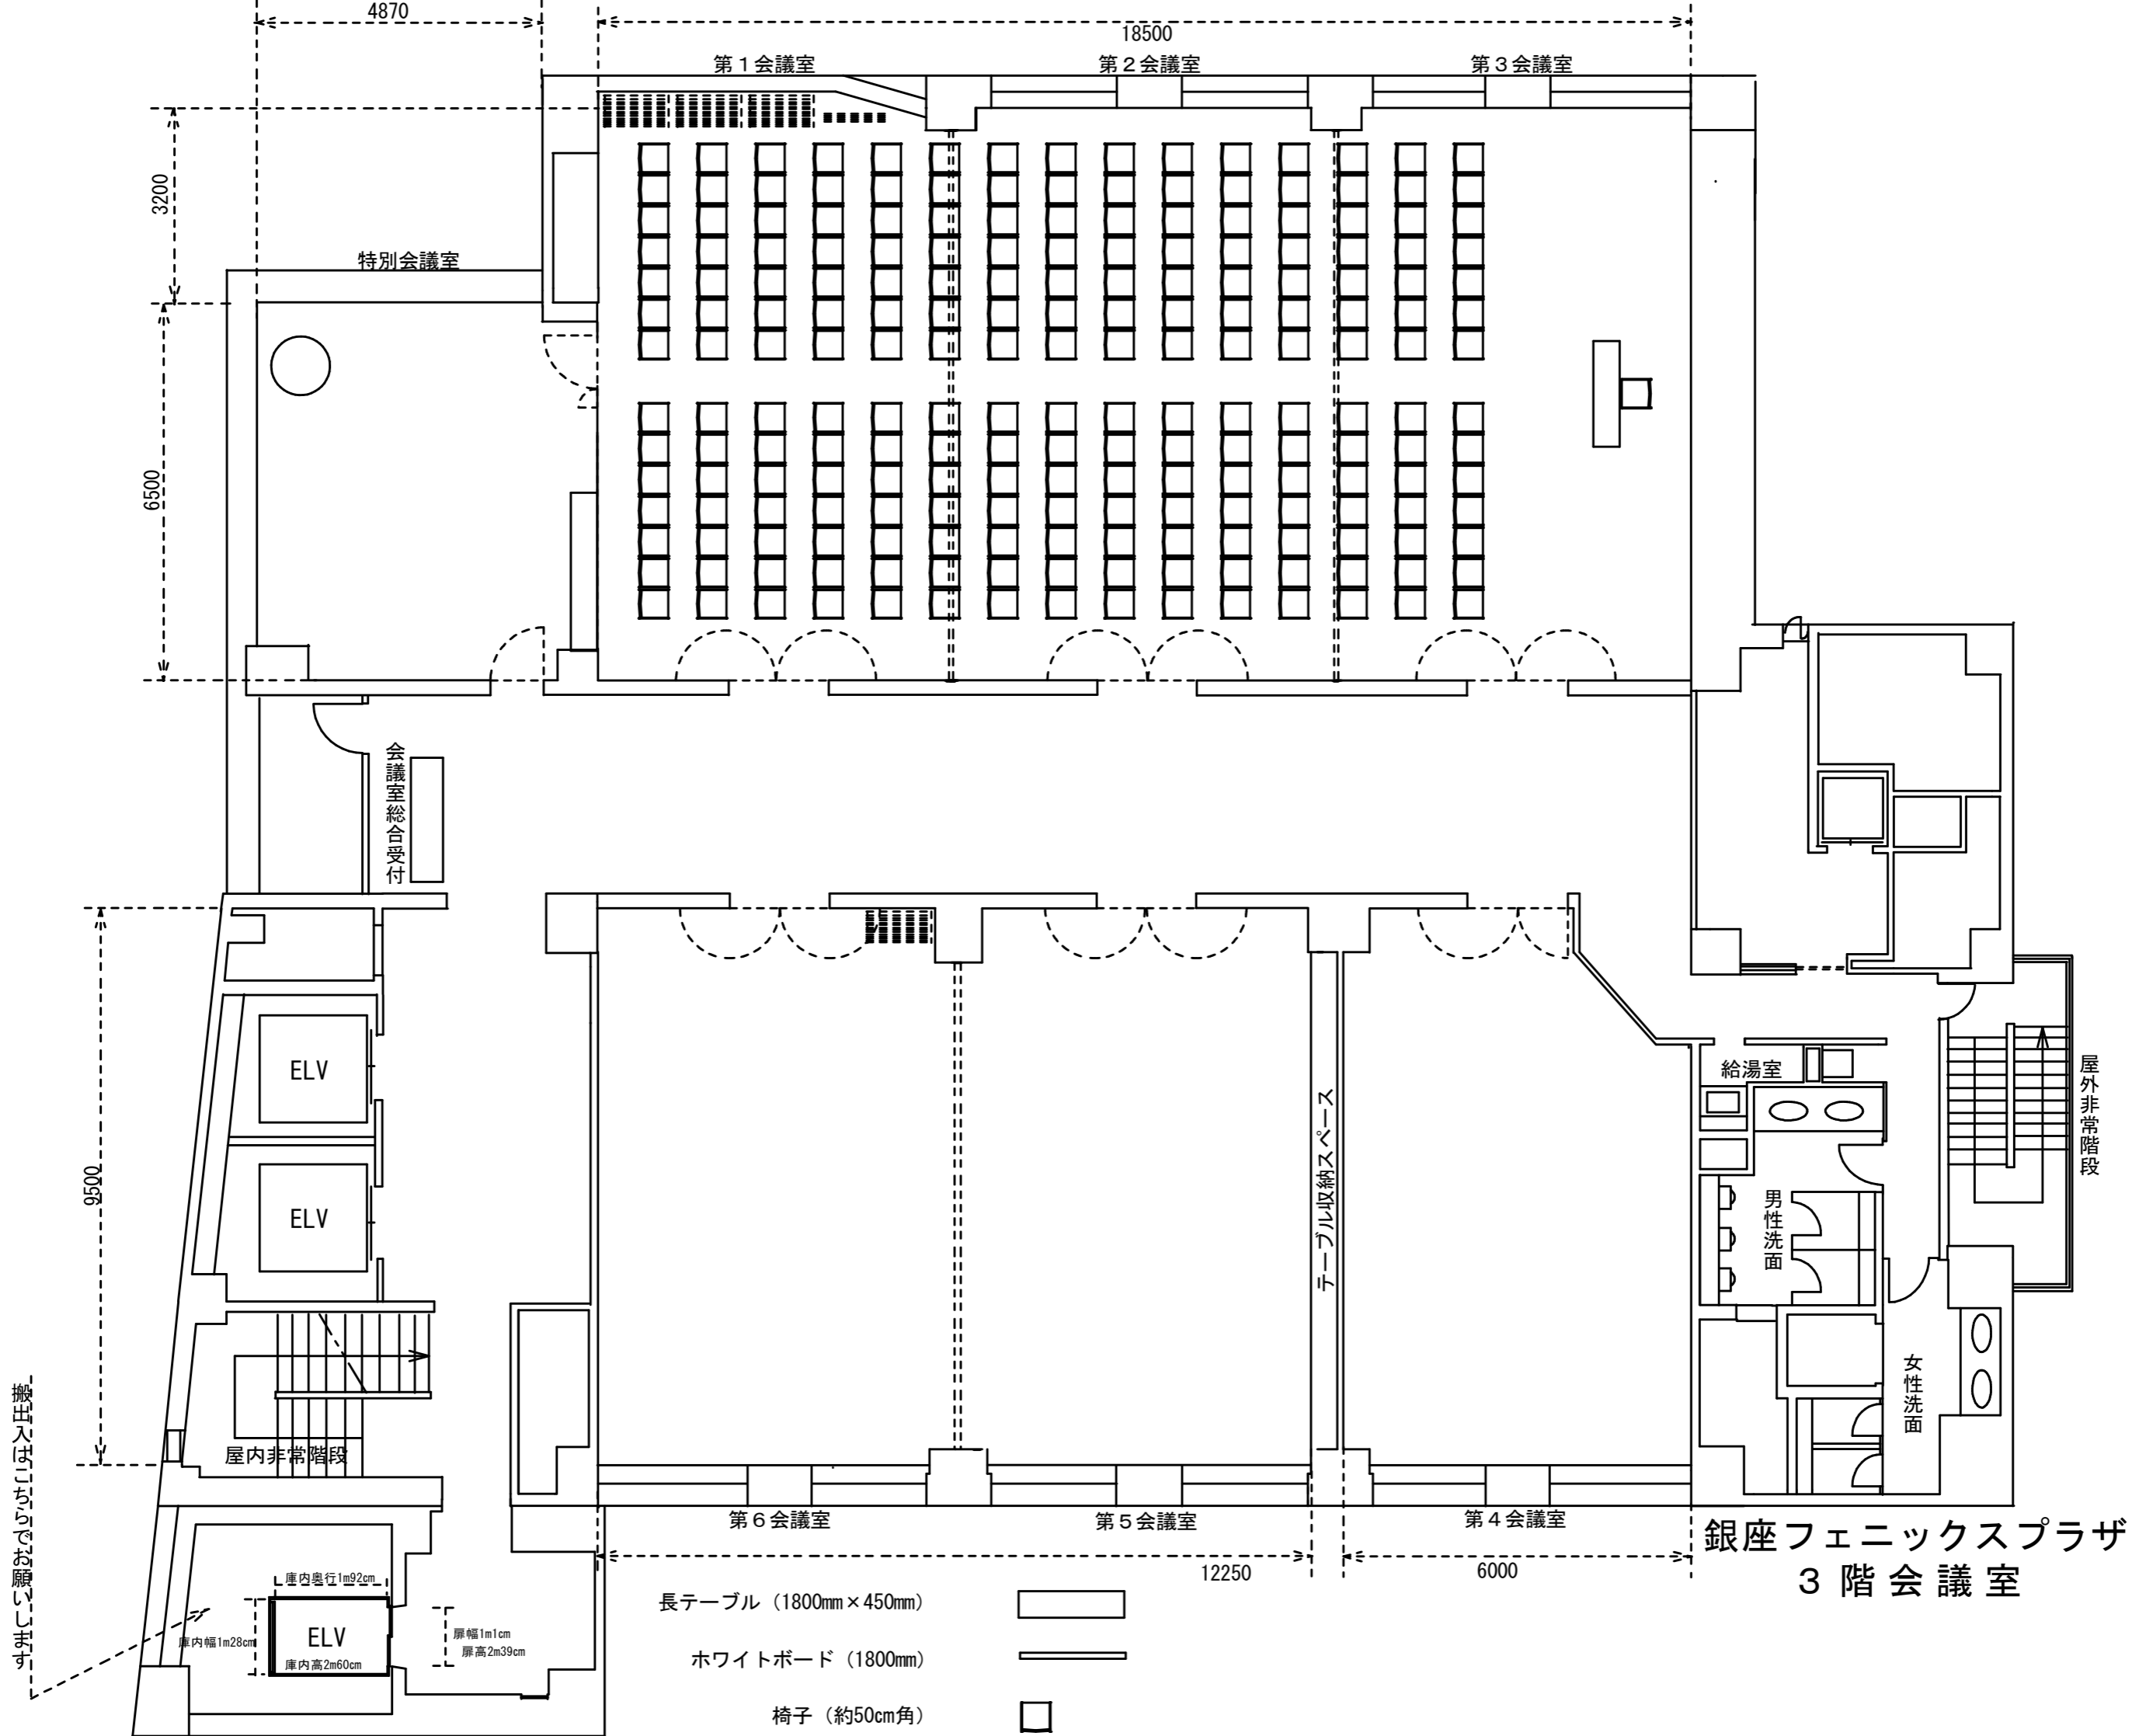 4870
18500
第１会議室
第２会議室
第３会議室
3200
特別会議室
6500
会議室総合受付
9500
ELV
ELV
給湯室
屋外非常階段
テーブル収納スペース
男性洗面
女性洗面
搬出入はこちらでお願いします
屋内非常階段
第６会議室
第５会議室
第４会議室
12250
6000
銀座フェニックスプラザ
３階会議室
庫内奥行1m92cm
庫内幅1m28cm
ELV
庫内高2m60cm
扉幅1m1cm
扉高2m39cm
長テーブル（1800mm×450mm）
ホワイトボード（1800mm）
椅子（約50cm角）